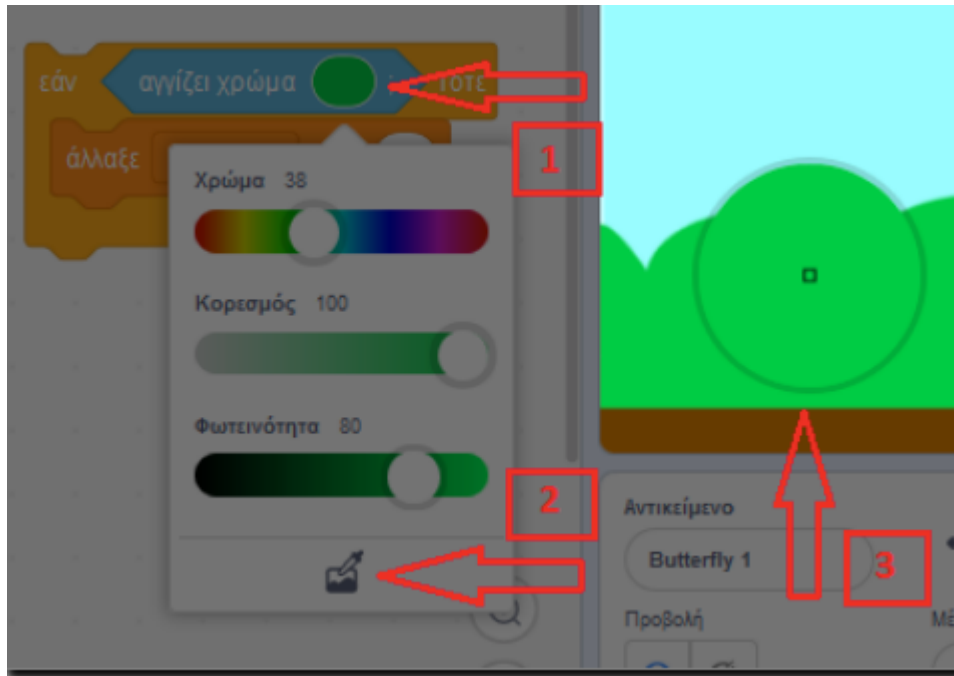 εάν αγγίζει χρώμα ; τότε
άλλαξε
1
Χρώμα 38
Κορεσμός 100
Φωτεινότητα 80
2
Αντικείμενο
Butterfly 1
3
Προβολή